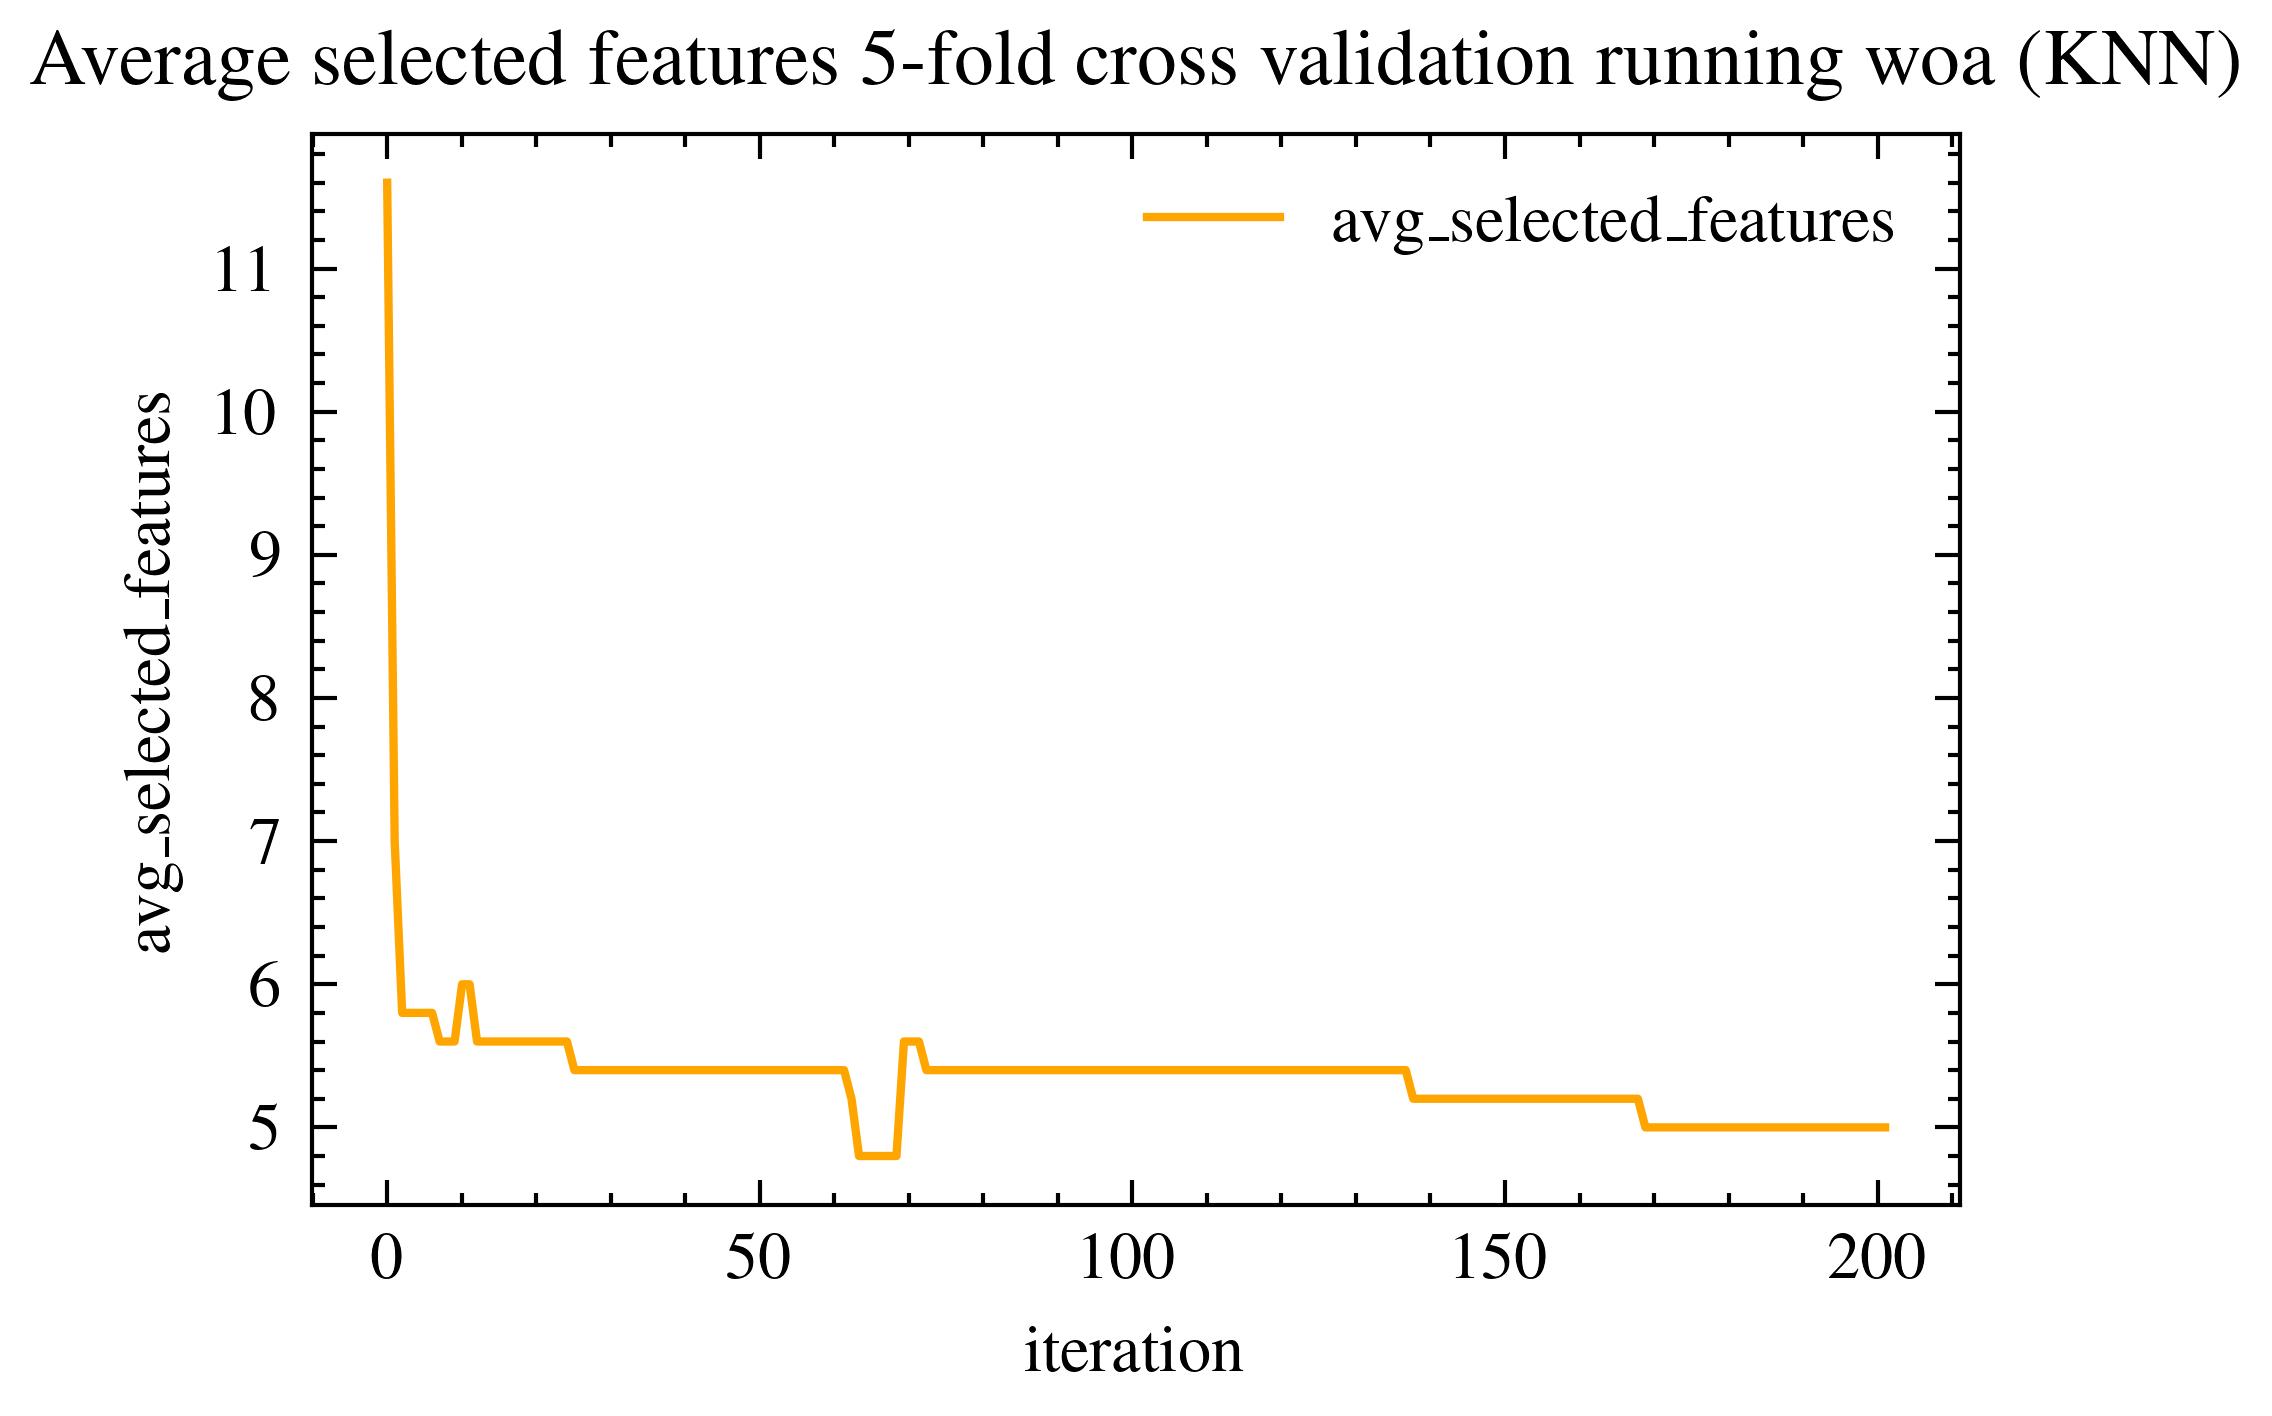 Average selected features 5-fold cross validation running woa (KNN)
avg_selected_features
avg_selected_features
11
10
9
8
7
6
5
0 50 100 150 200
iteration